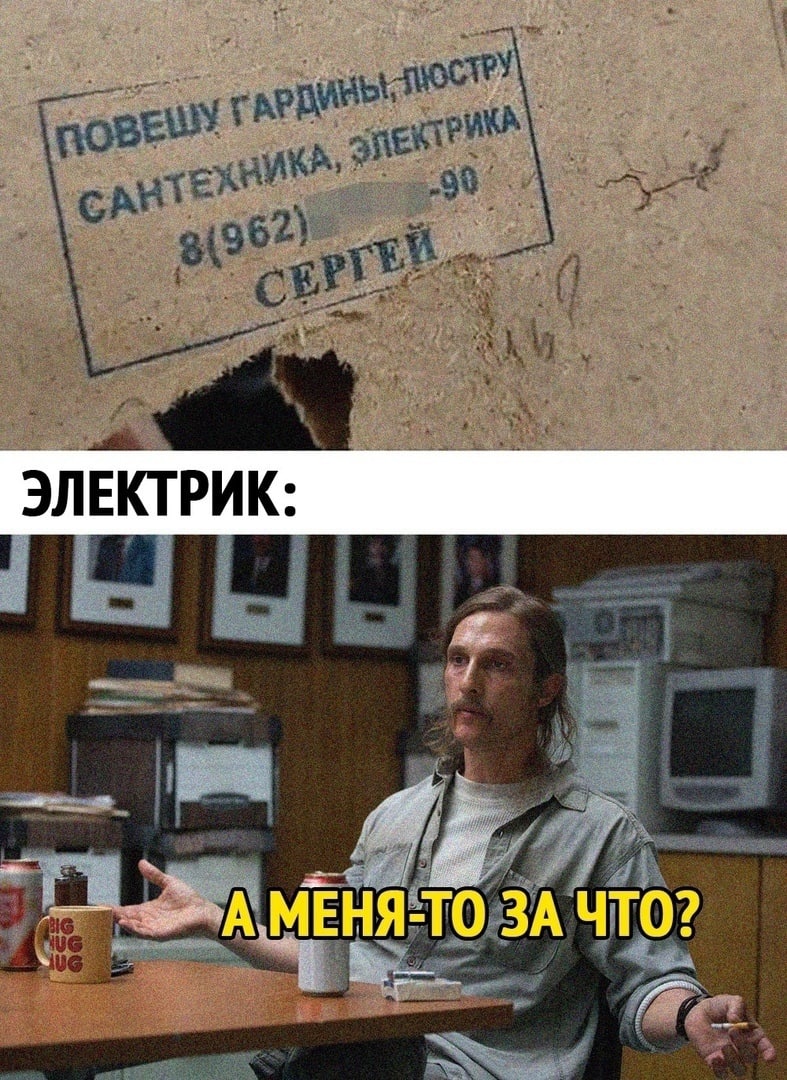 ПОВЕШУ ГАРДИНЫ, ЛЮСТРУ
САНТЕХНИКА, ЭЛЕКТРИКА
8(962) -90
СЕРГЕЙ
ЭЛЕКТРИК:
А МЕНЯ-ТО ЗА ЧТО?
BIG
HUG
MUG